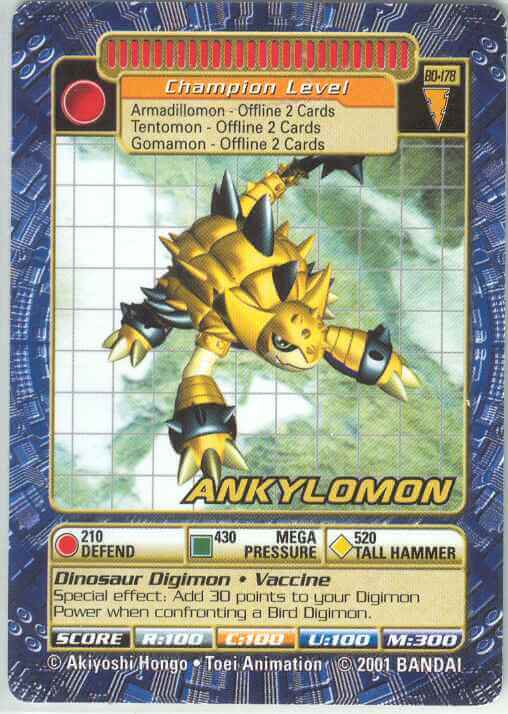 BO-178
Champion Level
Armadillomon - Offline 2 Cards
Tentomon - Offline 2 Cards
Gomamon - Offline 2 Cards
ANKYLOMON
210 DEFEND
430 MEGA PRESSURE
520 TALL HAMMER
Dinosaur Digimon • Vaccine
Special effect: Add 30 points to your Digimon
Power when confronting a Bird Digimon.
SCORE R:100 C:100 U:100 M:300
© Akiyoshi Hongo • Toei Animation © 2001 BANDAI